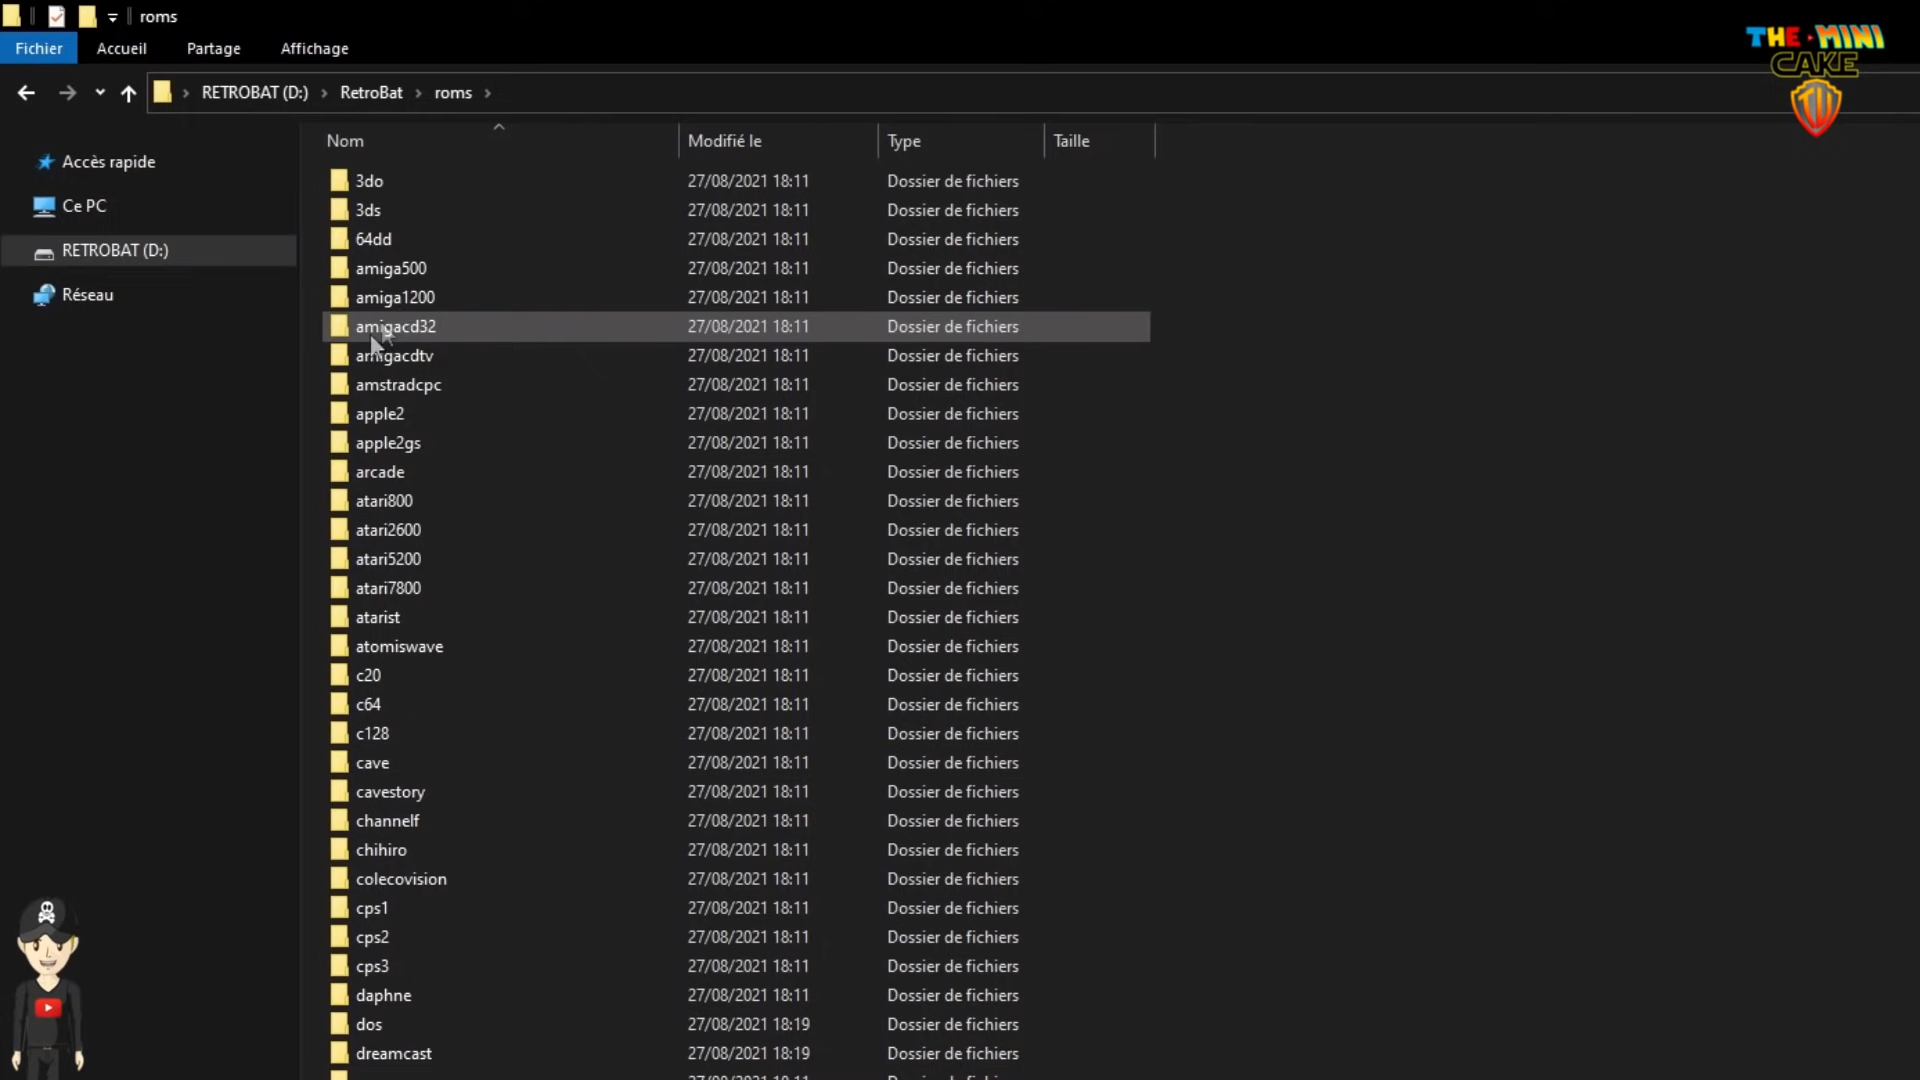 roms
Fichier Accueil Partage Affichage
RETROBAT (D:) RetroBat roms
THE MINI
CAKE
Accès rapide
Ce PC
RETROBAT (D:)
Réseau
Nom Modifié le Type Taille
3do 27/08/2021 18:11 Dossier de fichiers
3ds 27/08/2021 18:11 Dossier de fichiers
64dd 27/08/2021 18:11 Dossier de fichiers
amiga500 27/08/2021 18:11 Dossier de fichiers
amiga1200 27/08/2021 18:11 Dossier de fichiers
amigacd32 27/08/2021 18:11 Dossier de fichiers
amigacdtv 27/08/2021 18:11 Dossier de fichiers
amstradcpc 27/08/2021 18:11 Dossier de fichiers
apple2 27/08/2021 18:11 Dossier de fichiers
apple2gs 27/08/2021 18:11 Dossier de fichiers
arcade 27/08/2021 18:11 Dossier de fichiers
atari800 27/08/2021 18:11 Dossier de fichiers
atari2600 27/08/2021 18:11 Dossier de fichiers
atari5200 27/08/2021 18:11 Dossier de fichiers
atari7800 27/08/2021 18:11 Dossier de fichiers
atarist 27/08/2021 18:11 Dossier de fichiers
atomiswave 27/08/2021 18:11 Dossier de fichiers
c20 27/08/2021 18:11 Dossier de fichiers
c64 27/08/2021 18:11 Dossier de fichiers
c128 27/08/2021 18:11 Dossier de fichiers
cave 27/08/2021 18:11 Dossier de fichiers
cavestory 27/08/2021 18:11 Dossier de fichiers
channelf 27/08/2021 18:11 Dossier de fichiers
chihiro 27/08/2021 18:11 Dossier de fichiers
colecovision 27/08/2021 18:11 Dossier de fichiers
cps1 27/08/2021 18:11 Dossier de fichiers
cps2 27/08/2021 18:11 Dossier de fichiers
cps3 27/08/2021 18:11 Dossier de fichiers
daphne 27/08/2021 18:11 Dossier de fichiers
dos 27/08/2021 18:19 Dossier de fichiers
dreamcast 27/08/2021 18:19 Dossier de fichiers